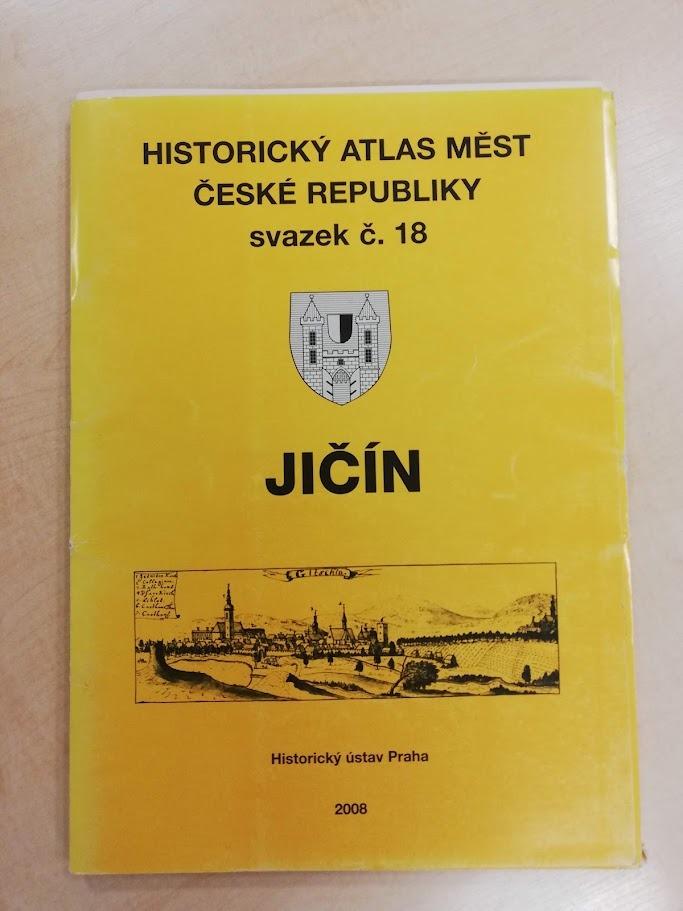 HISTORICKÝ ATLAS MĚST
ČESKÉ REPUBLIKY
svazek č. 18
JIČÍN
Historický ústav Praha
2008